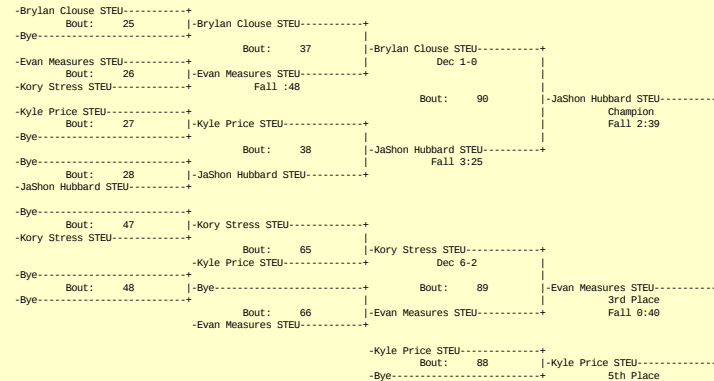 -Brylan Clouse STEU-----------+
Bout: 25 |-Brylan Clouse STEU-----------+
-Bye--------------------------+ |
Bout: 37 |-Brylan Clouse STEU-----------+
-Evan Measures STEU-----------+ | Dec 1-0 |
Bout: 26 |-Evan Measures STEU-----------+ |
-Kory Stress STEU-------------+ Fall :48 |
Bout: 90 |-JaShon Hubbard STEU----------
-Kyle Price STEU--------------+ | Champion
Bout: 27 |-Kyle Price STEU--------------+ | Fall 2:39
-Bye--------------------------+ | |
Bout: 38 |-JaShon Hubbard STEU----------+
-Bye--------------------------+ | Fall 3:25
Bout: 28 |-JaShon Hubbard STEU----------+
-JaShon Hubbard STEU----------+
-Bye--------------------------+
Bout: 47 |-Kory Stress STEU-------------+
-Kory Stress STEU-------------+ |
Bout: 65 |-Kory Stress STEU-------------+
-Kyle Price STEU--------------+ Dec 6-2 |
-Bye--------------------------+ |
Bout: 48 |-Bye--------------------------+ Bout: 89 |-Evan Measures STEU-----------
-Bye--------------------------+ | | 3rd Place
Bout: 66 |-Evan Measures STEU-----------+ Fall 0:40
-Evan Measures STEU-----------+
-Kyle Price STEU--------------+
Bout: 88 |-Kyle Price STEU--------------
-Bye--------------------------+ 5th Place